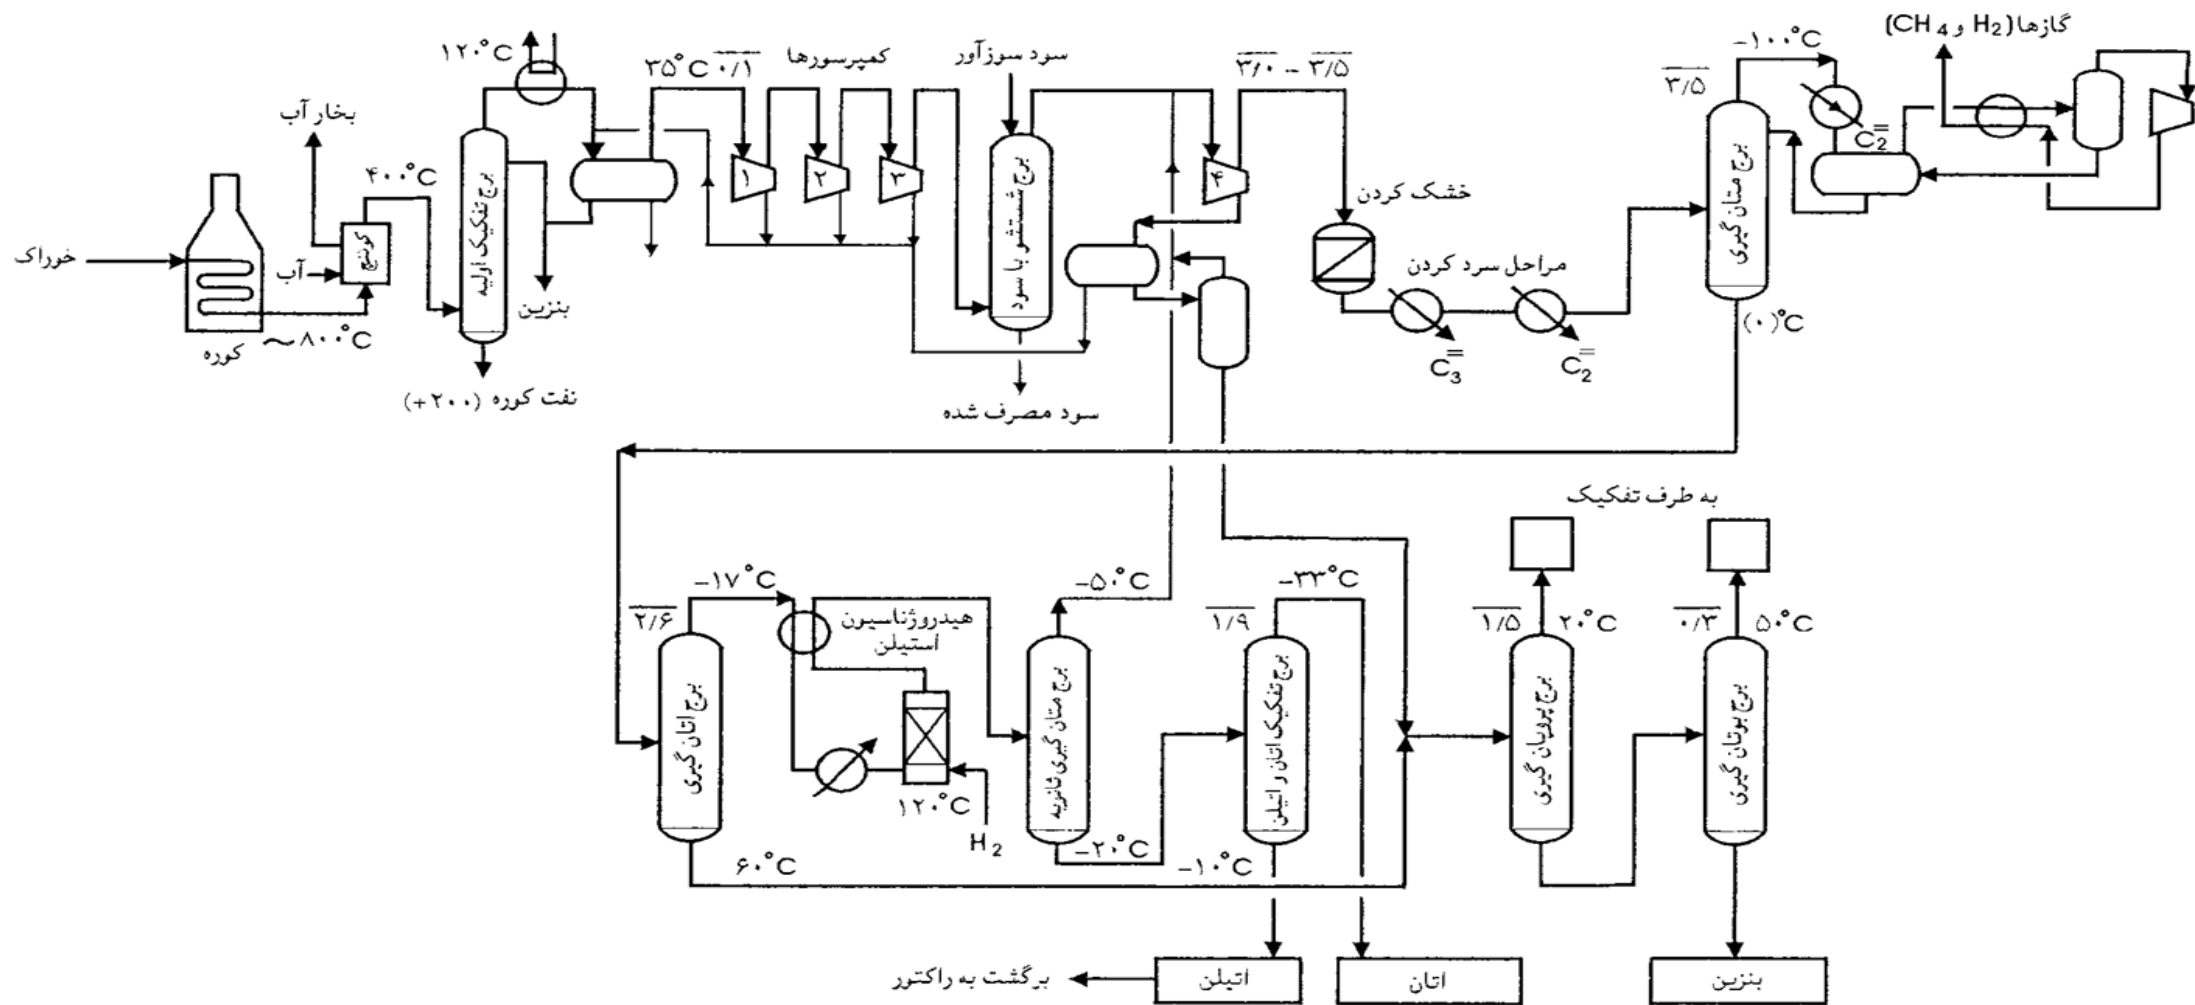 خوراک
کوره
~۸۰۰°C
آب
بخار آب
کوئنچ
۴۰۰°C
برج تفکیک اولیه
نفت کوره (+۲۰۰)
بنزین
۱۲۰°C
۳۵°C ۰/۱
کمپرسورها
۱
۲
۳
سود سوزآور
برج شستشو با سود
سود مصرف شده
۴
۳/۰ – ۳/۵
خشک کردن
مراحل سرد کردن
C3=
C2=
۳/۵
برج متان گیری
–۱۰۰°C
(۰)°C
C2=
گازها (CH4 و H2)
۲/۶
–۱۷°C
برج اتان گیری
۶۰°C
هیدروژناسیون
استیلن
۱۲۰°C
H2
–۵۰°C
برج متان گیری ثانویه
–۲۰°C
۱/۹
–۳۳°C
برج تفکیک اتان و اتیلن
–۱۰°C
به طرف تفکیک
۱/۵
۲۰°C
برج پروپان گیری
۰/۳
۵۰°C
برج بوتان گیری
برگشت به راکتور
اتیلن
اتان
بنزین